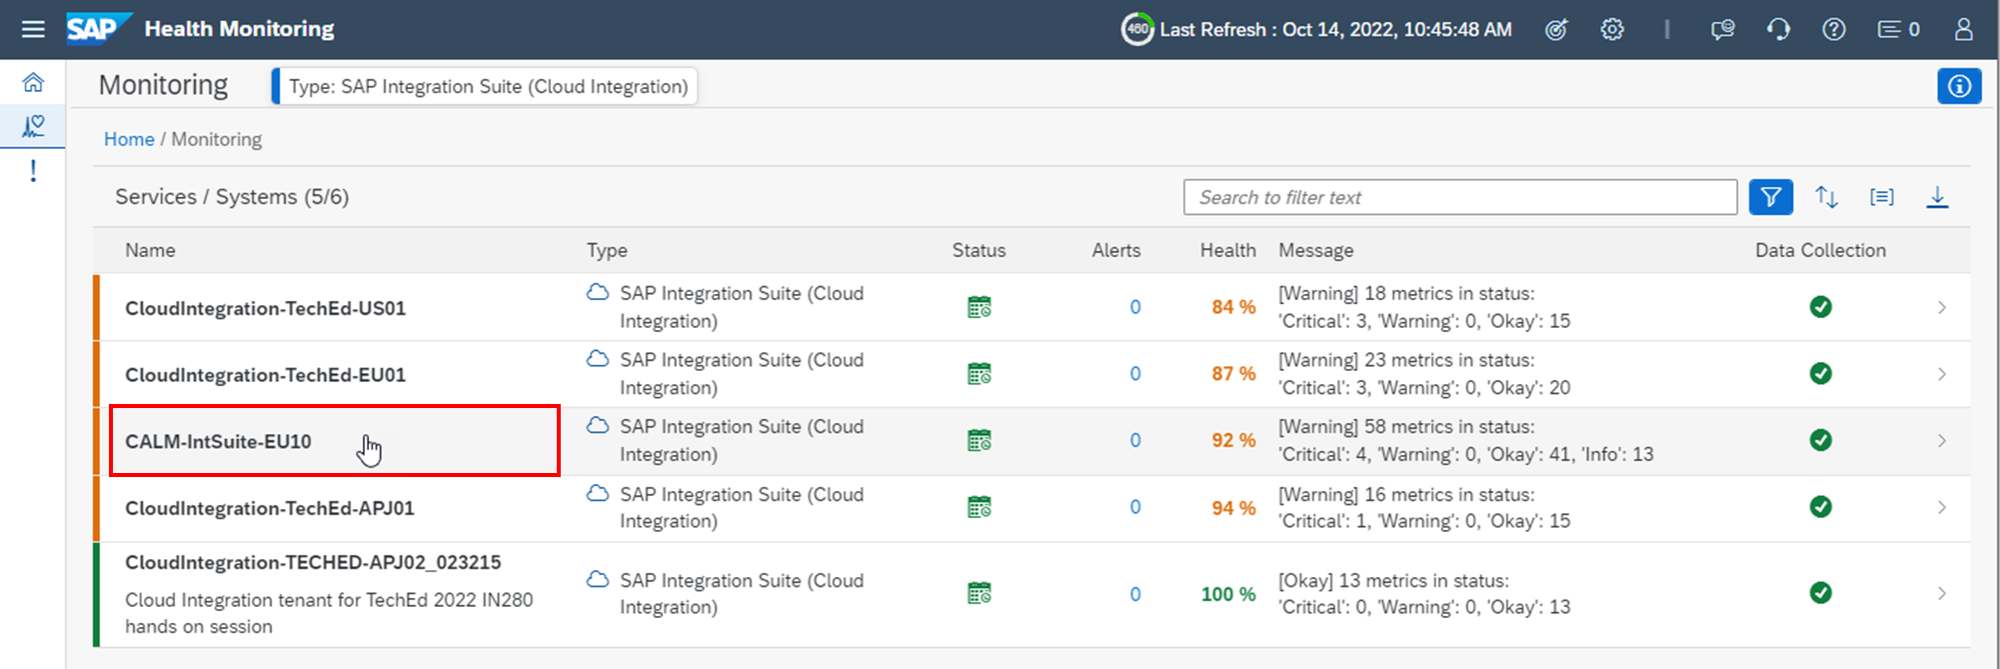 SAP Health Monitoring 460 Last Refresh : Oct 14, 2022, 10:45:48 AM 0
Monitoring Type: SAP Integration Suite (Cloud Integration)
Home / Monitoring
Services / Systems (5/6) Search to filter text
Name Type Status Alerts Health Message Data Collection
CloudIntegration-TechEd-US01 SAP Integration Suite (Cloud Integration) 0 84 % [Warning] 18 metrics in status:
'Critical': 3, 'Warning': 0, 'Okay': 15
CloudIntegration-TechEd-EU01 SAP Integration Suite (Cloud Integration) 0 87 % [Warning] 23 metrics in status:
'Critical': 3, 'Warning': 0, 'Okay': 20
CALM-IntSuite-EU10 SAP Integration Suite (Cloud Integration) 0 92 % [Warning] 58 metrics in status:
'Critical': 4, 'Warning': 0, 'Okay': 41, 'Info': 13
CloudIntegration-TechEd-APJ01 SAP Integration Suite (Cloud Integration) 0 94 % [Warning] 16 metrics in status:
'Critical': 1, 'Warning': 0, 'Okay': 15
CloudIntegration-TECHED-APJ02_023215
Cloud Integration tenant for TechEd 2022 IN280
hands on session
SAP Integration Suite (Cloud Integration) 0 100 % [Okay] 13 metrics in status:
'Critical': 0, 'Warning': 0, 'Okay': 13